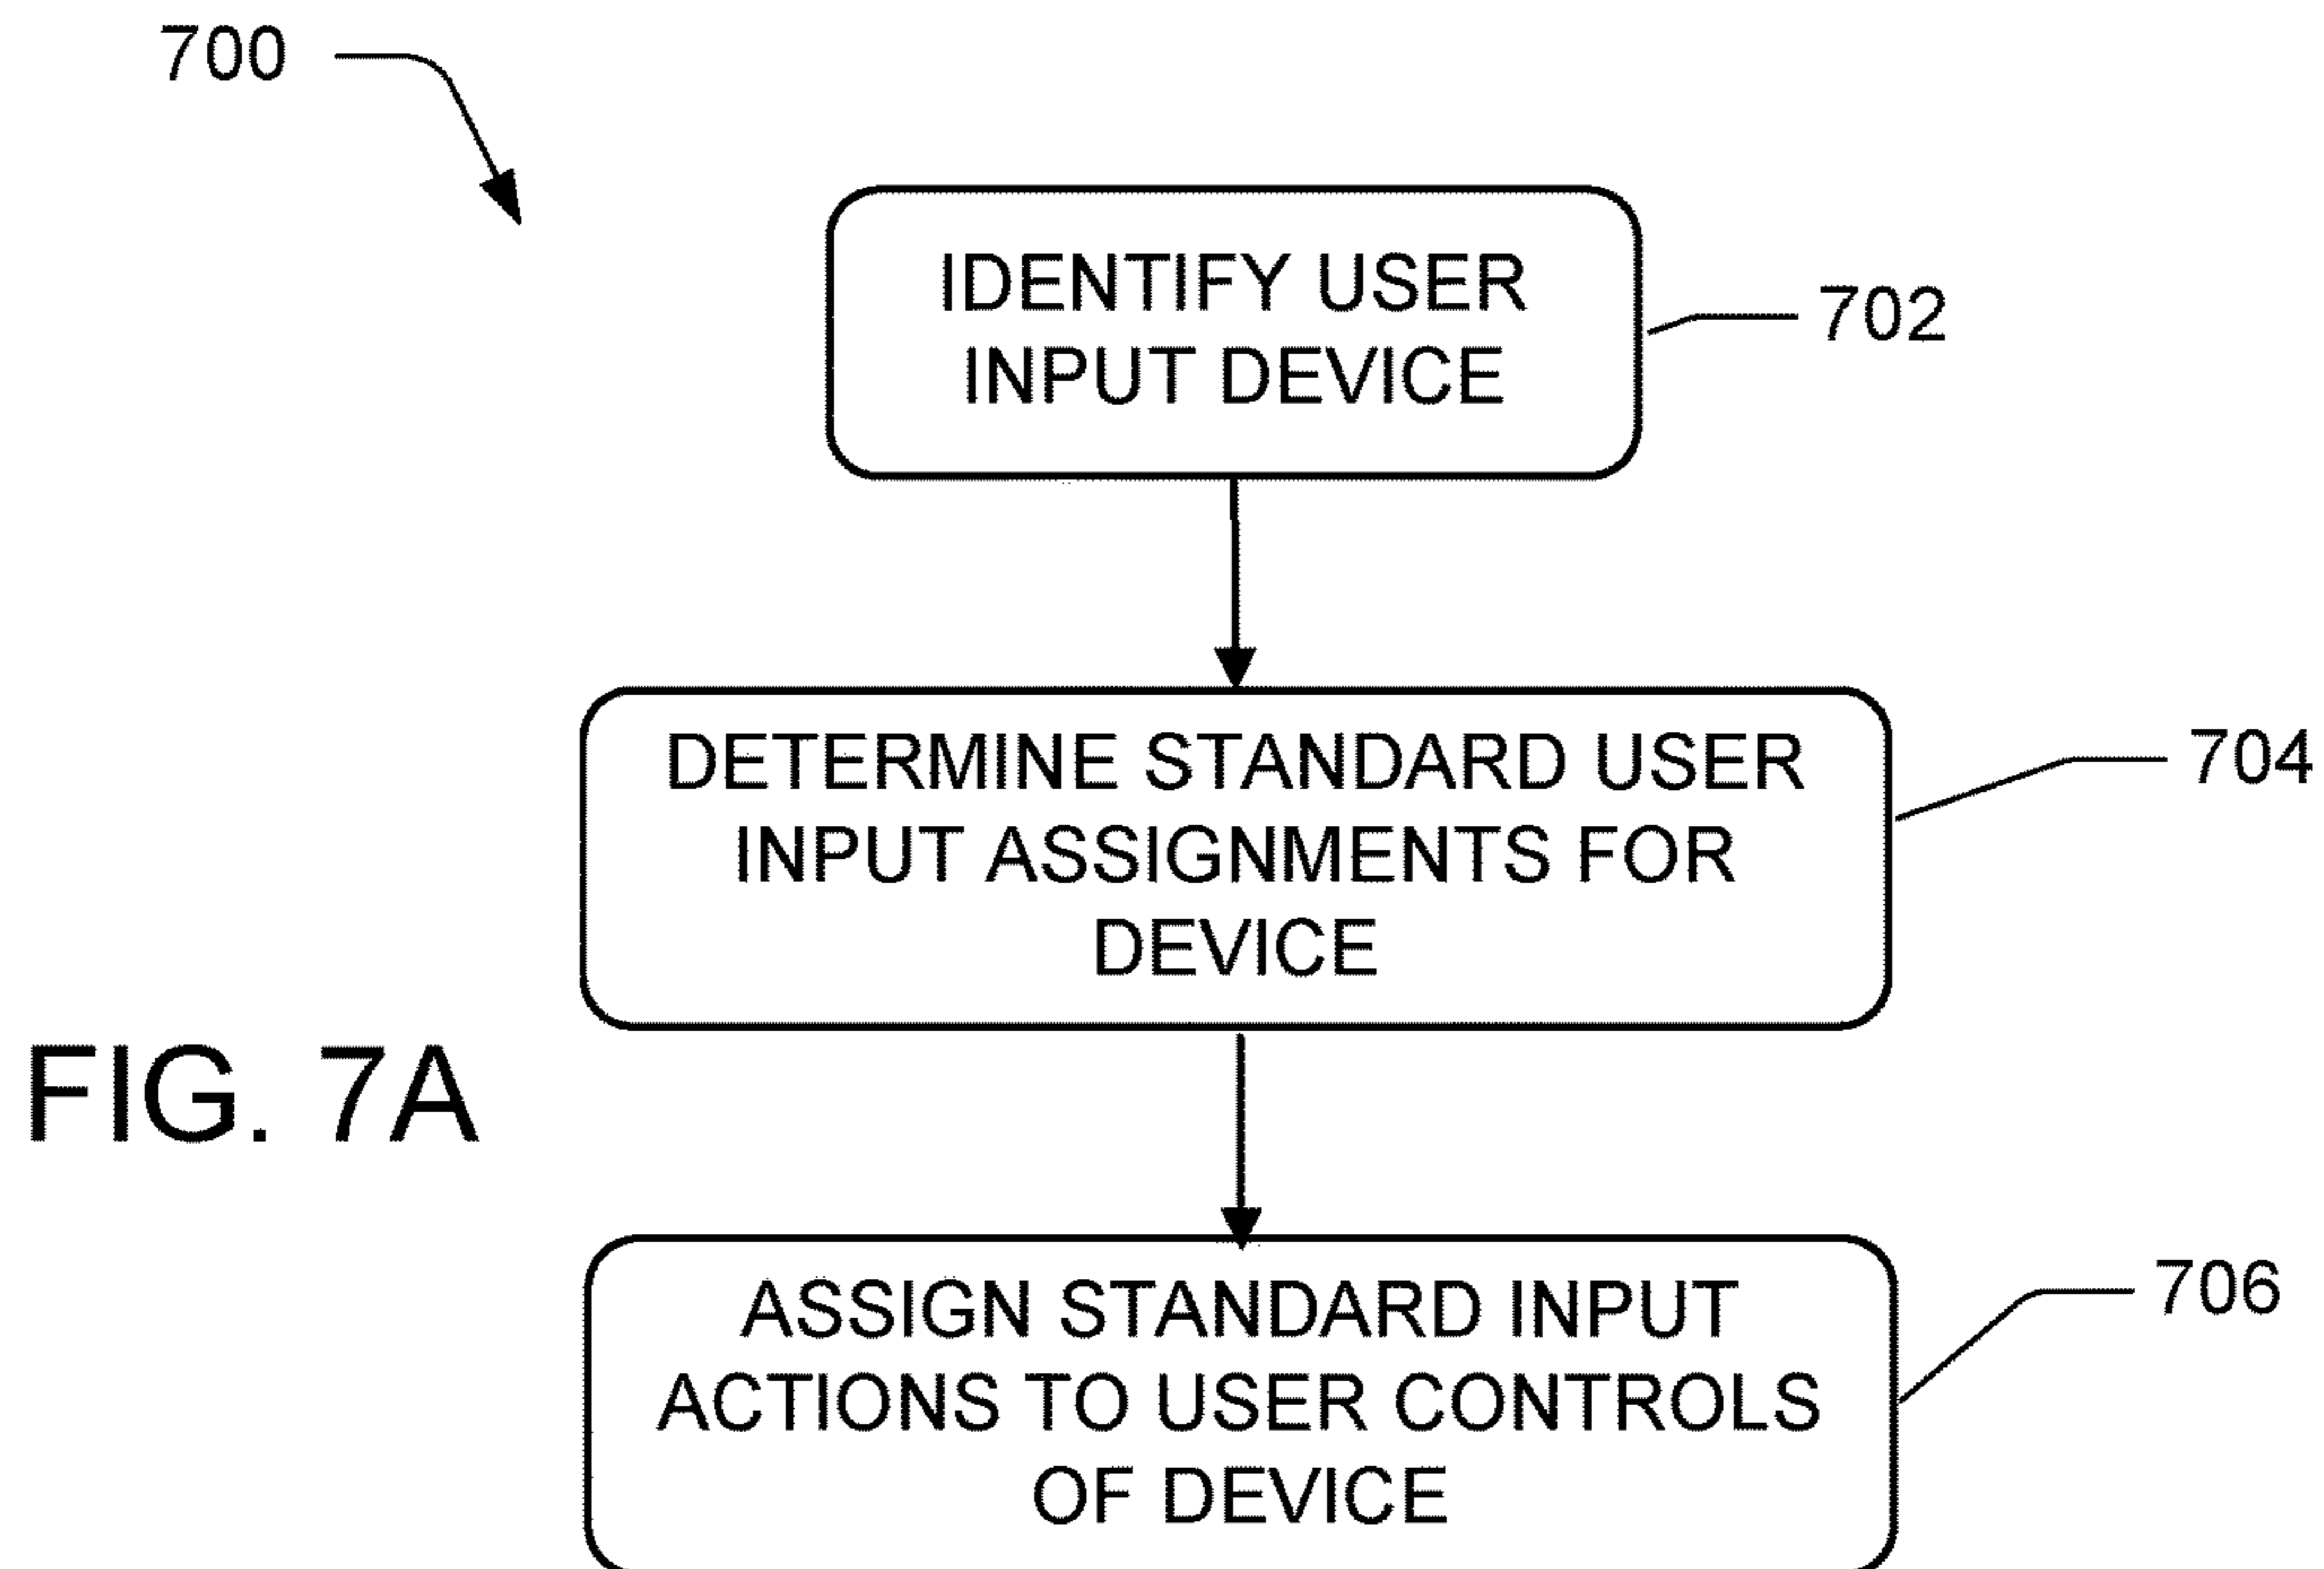 700
IDENTIFY USER
INPUT DEVICE
702
DETERMINE STANDARD USER
INPUT ASSIGNMENTS FOR
DEVICE
704
FIG. 7A
ASSIGN STANDARD INPUT
ACTIONS TO USER CONTROLS
OF DEVICE
706